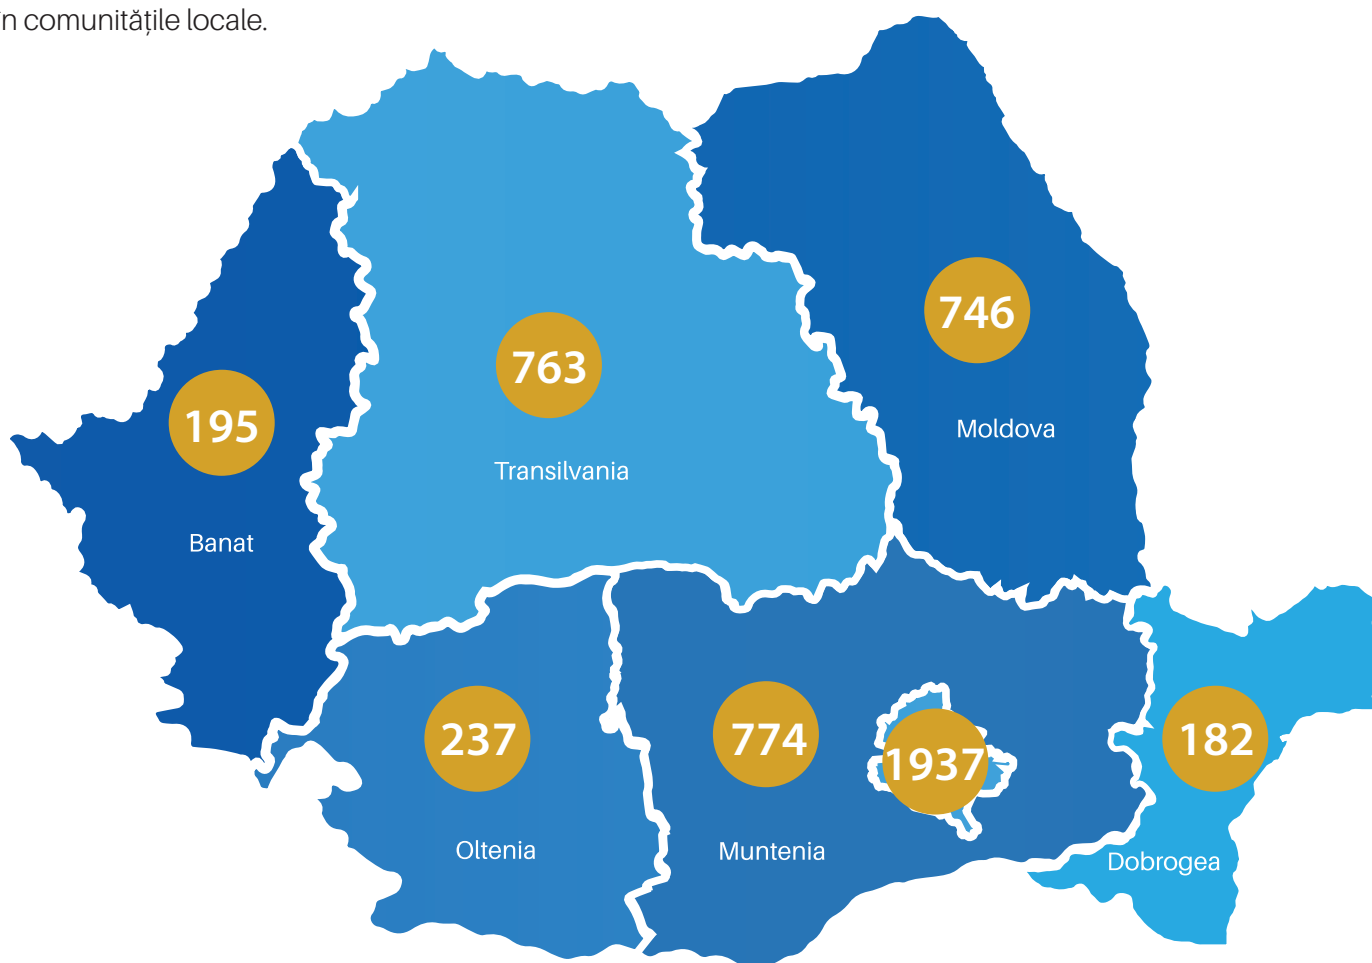 în comunitățile locale.
746
763
195
Moldova
Transilvania
Banat
237
774
1937
182
Oltenia
Muntenia
Dobrogea